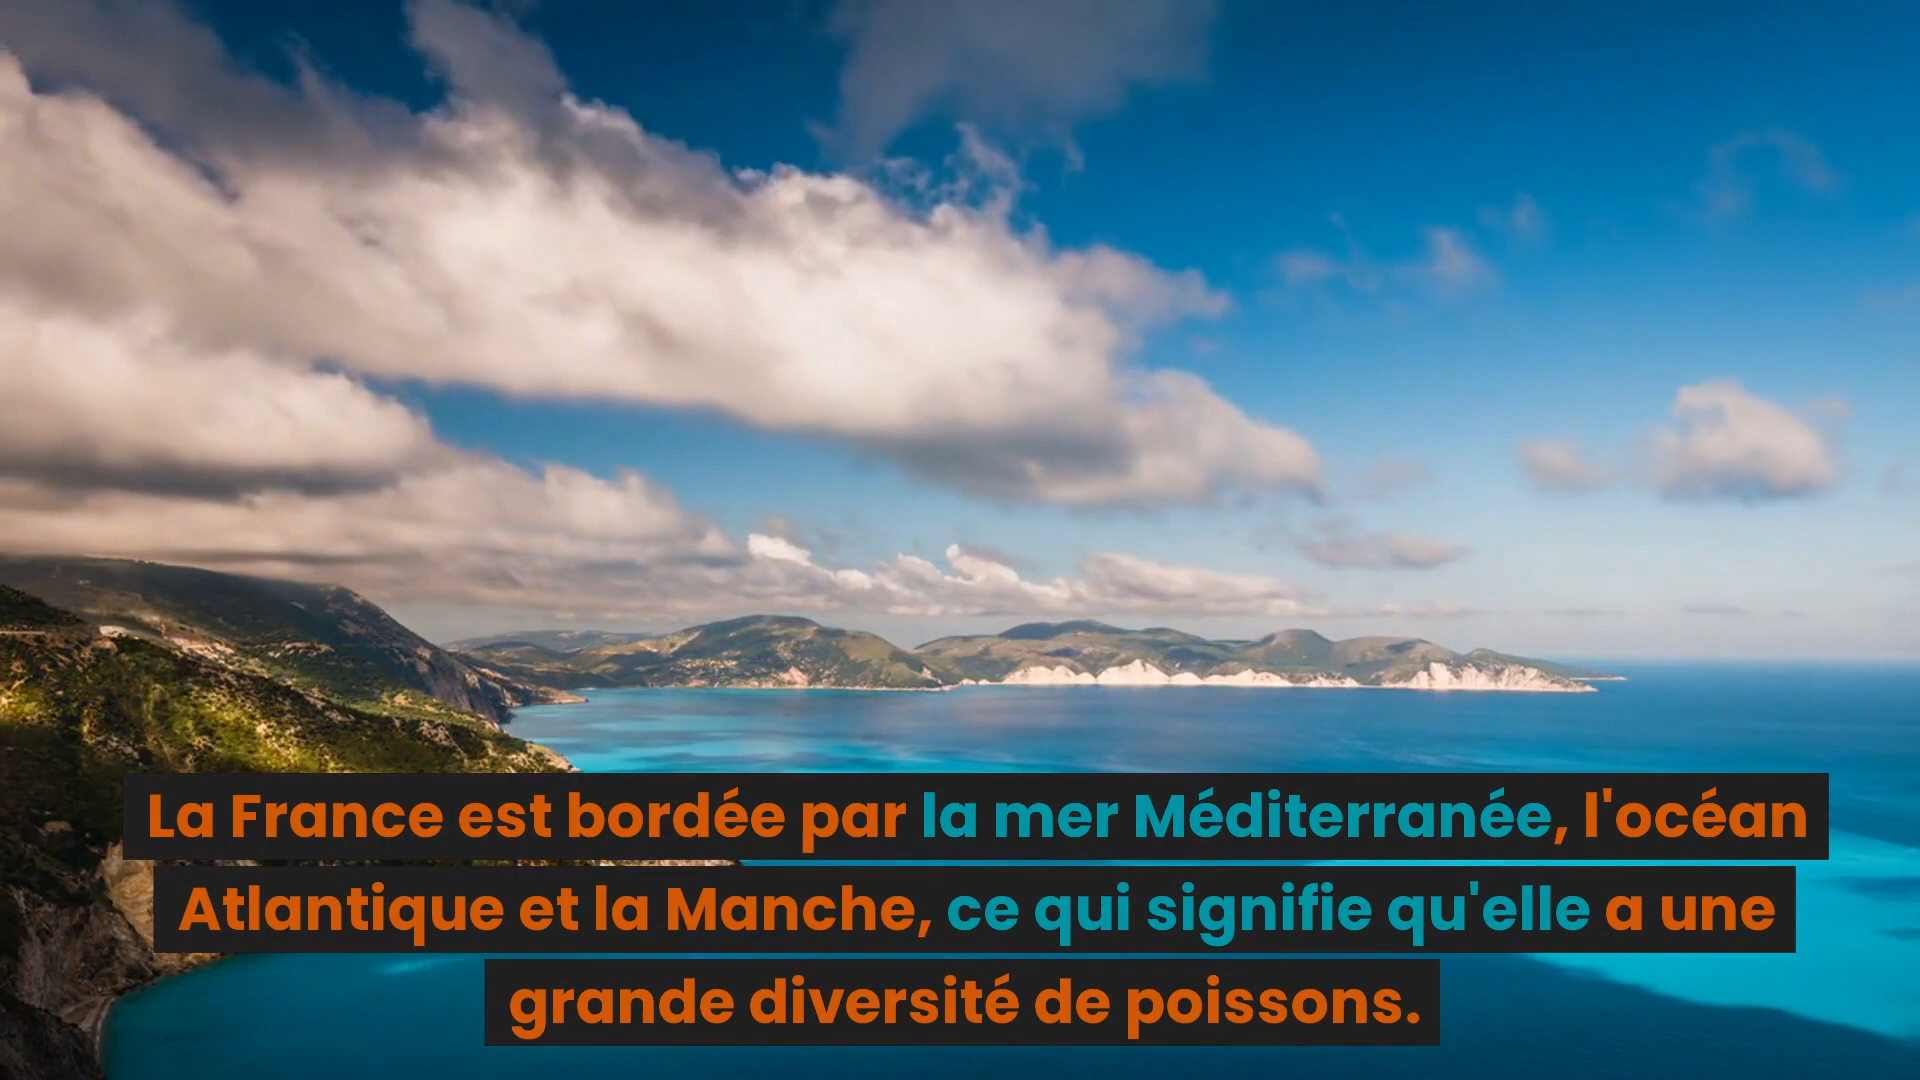 La France est bordée par la mer Méditerranée, l'océan
Atlantique et la Manche, ce qui signifie qu'elle a une
grande diversité de poissons.